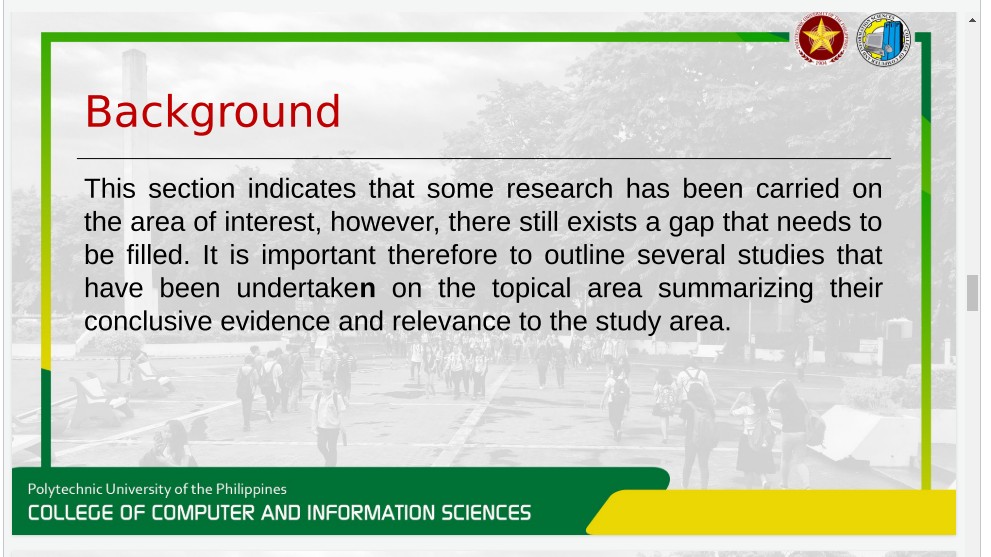 Background
This section indicates that some research has been carried on
the area of interest, however, there still exists a gap that needs to
be filled. It is important therefore to outline several studies that
have been undertaken on the topical area summarizing their
conclusive evidence and relevance to the study area.
Polytechnic University of the Philippines
COLLEGE OF COMPUTER AND INFORMATION SCIENCES